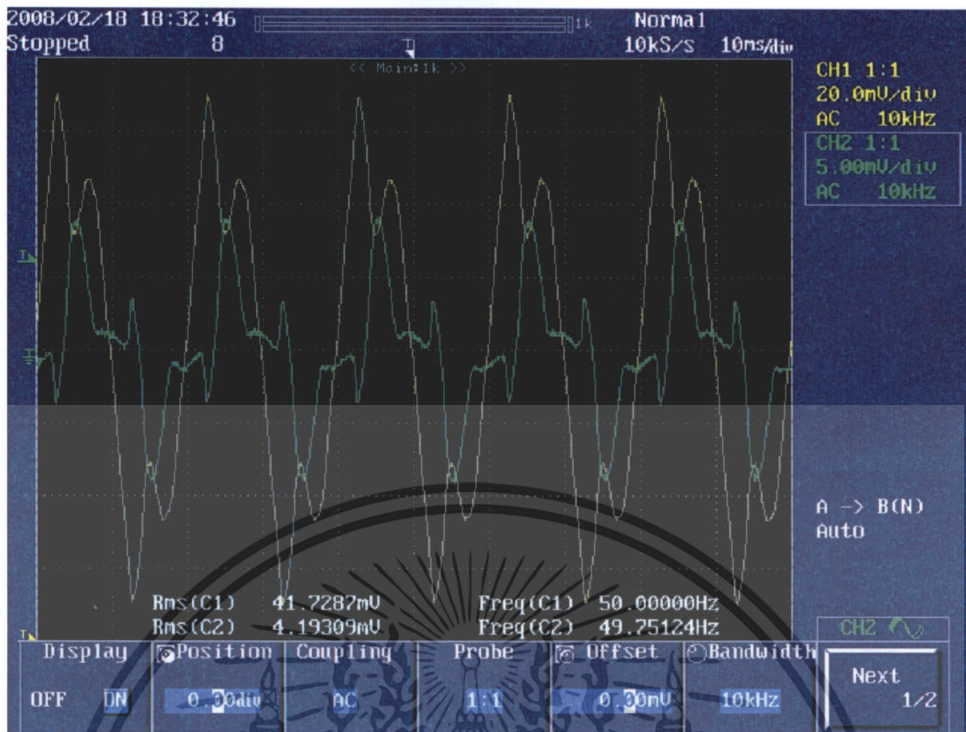 2008/02/18 18:32:46 1k Normal
Stopped 8 10kS/s 10ms/div
<< Main:1k >>
CH1 1:1
20.0mV/div
AC 10kHz
CH2 1:1
5.00mV/div
AC 10kHz
A -> B(N)
Auto
Rms(C1) 41.7287mV Freq(C1) 50.00000Hz
Rms(C2) 4.19309mV Freq(C2) 49.75124Hz
CH2
Display Position Coupling Probe Offset Bandwidth
OFF ON 0.00div AC 1:1 0.00mV 10kHz
Next
1/2